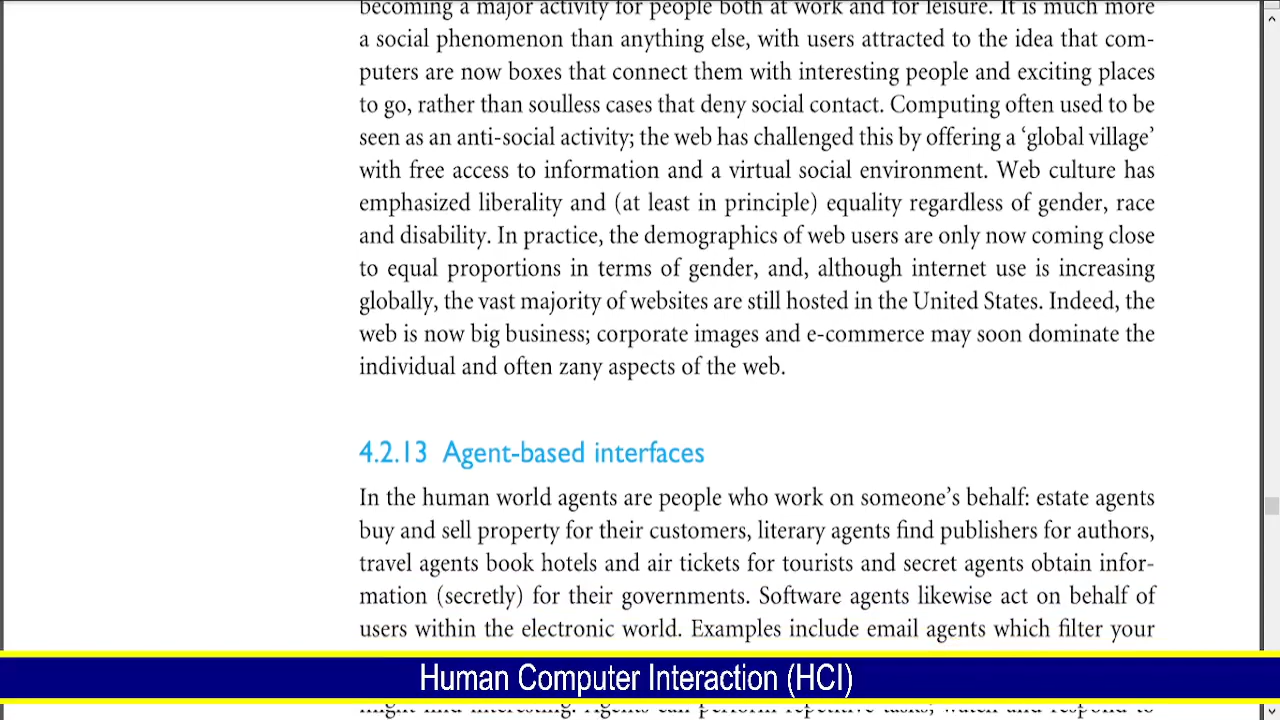 becoming a major activity for people both at work and for leisure. It is much more
a social phenomenon than anything else, with users attracted to the idea that com-
puters are now boxes that connect them with interesting people and exciting places
to go, rather than soulless cases that deny social contact. Computing often used to be
seen as an anti-social activity; the web has challenged this by offering a ‘global village’
with free access to information and a virtual social environment. Web culture has
emphasized liberality and (at least in principle) equality regardless of gender, race
and disability. In practice, the demographics of web users are only now coming close
to equal proportions in terms of gender, and, although internet use is increasing
globally, the vast majority of websites are still hosted in the United States. Indeed, the
web is now big business; corporate images and e-commerce may soon dominate the
individual and often zany aspects of the web.
4.2.13 Agent-based interfaces
In the human world agents are people who work on someone’s behalf: estate agents
buy and sell property for their customers, literary agents find publishers for authors,
travel agents book hotels and air tickets for tourists and secret agents obtain infor-
mation (secretly) for their governments. Software agents likewise act on behalf of
users within the electronic world. Examples include email agents which filter your
Human Computer Interaction (HCI)
might find interesting. Agents can perform repetitive tasks, watch and respond to